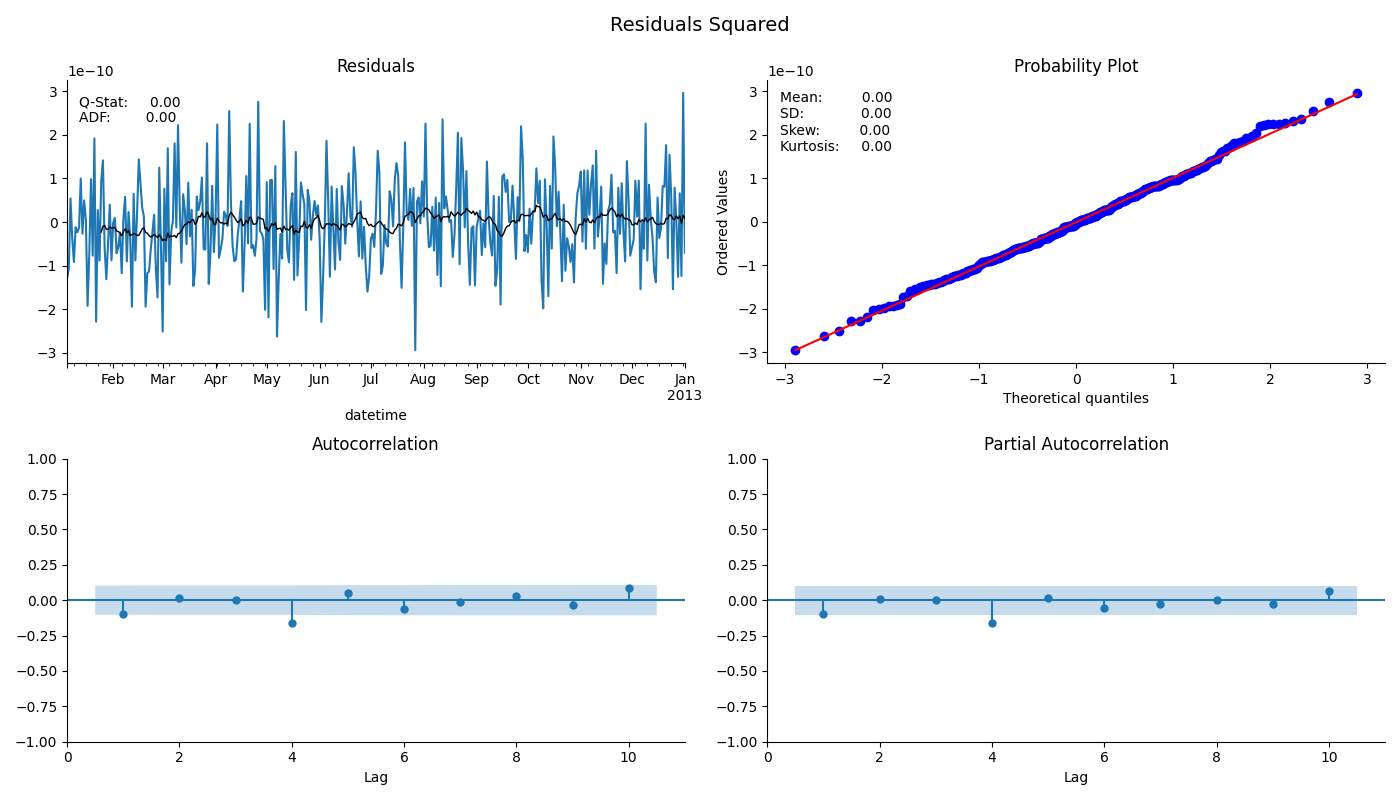 Residuals Squared
Residuals
1e−10
Q-Stat: 0.00
ADF: 0.00
3
2
1
0
−1
−2
−3
Feb Mar Apr May Jun Jul Aug Sep Oct Nov Dec Jan
2013
datetime
Probability Plot
1e−10
Mean: 0.00
SD: 0.00
Skew: 0.00
Kurtosis: 0.00
Ordered Values
3
2
1
0
−1
−2
−3
−3 −2 −1 0 1 2 3
Theoretical quantiles
Autocorrelation
1.00
0.75
0.50
0.25
0.00
−0.25
−0.50
−0.75
−1.00
0 2 4 6 8 10
Lag
Partial Autocorrelation
1.00
0.75
0.50
0.25
0.00
−0.25
−0.50
−0.75
−1.00
0 2 4 6 8 10
Lag